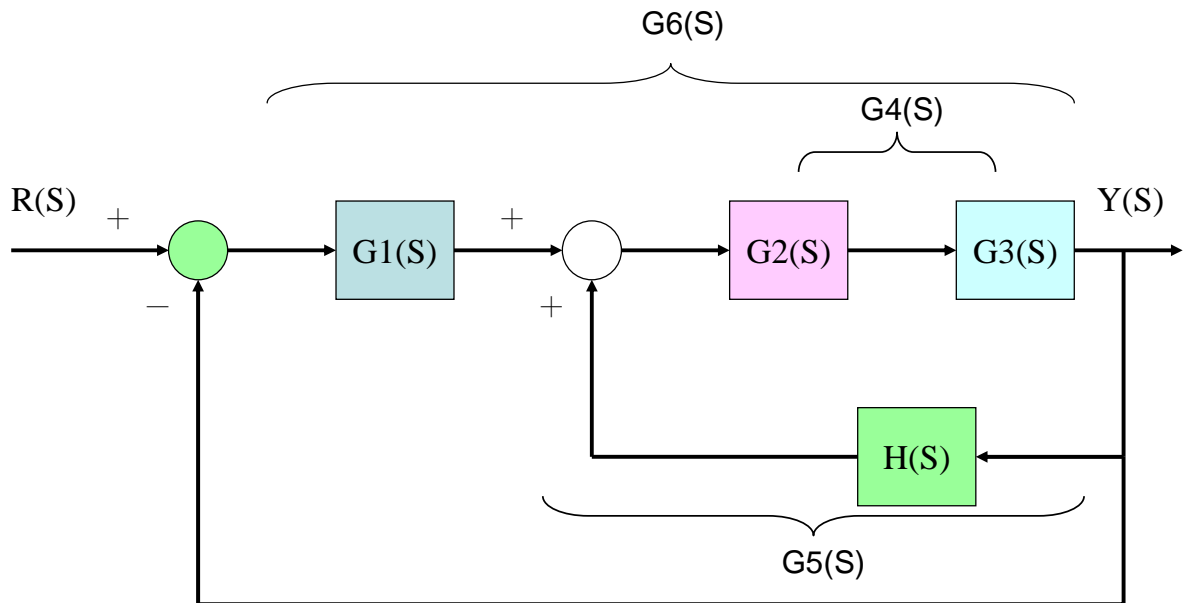 G6(S)
G4(S)
R(S)
+
+
Y(S)
G1(S)
G2(S)
G3(S)
−
+
H(S)
G5(S)